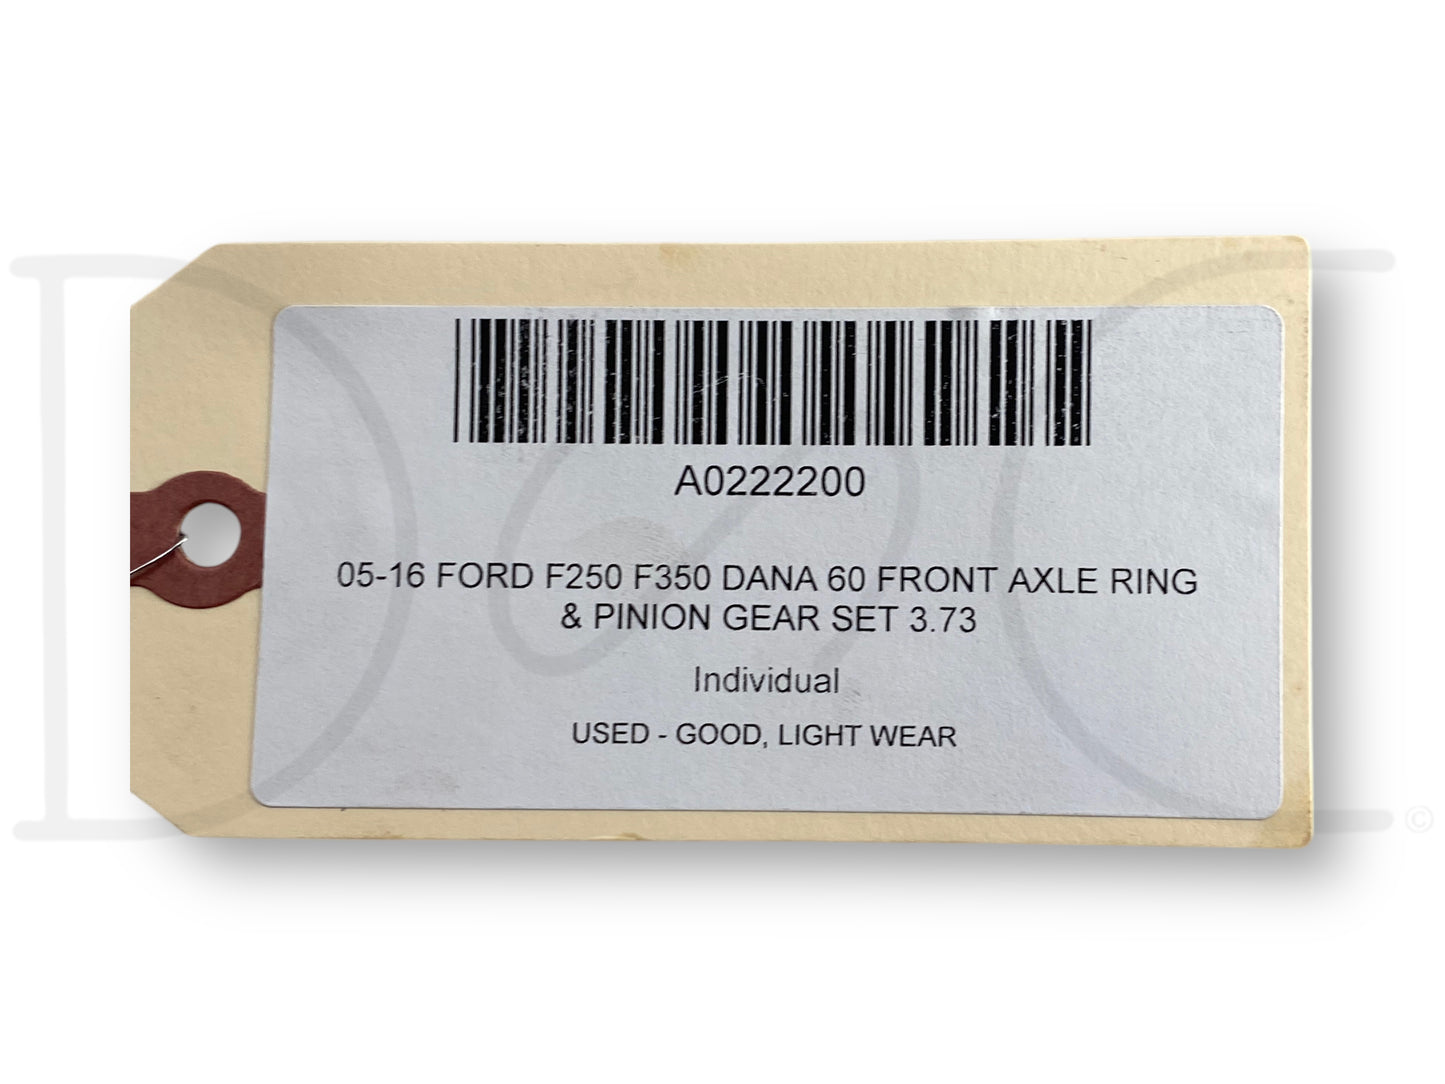 A0222200
05-16 FORD F250 F350 DANA 60 FRONT AXLE RING
& PINION GEAR SET 3.73
Individual
USED - GOOD, LIGHT WEAR
©